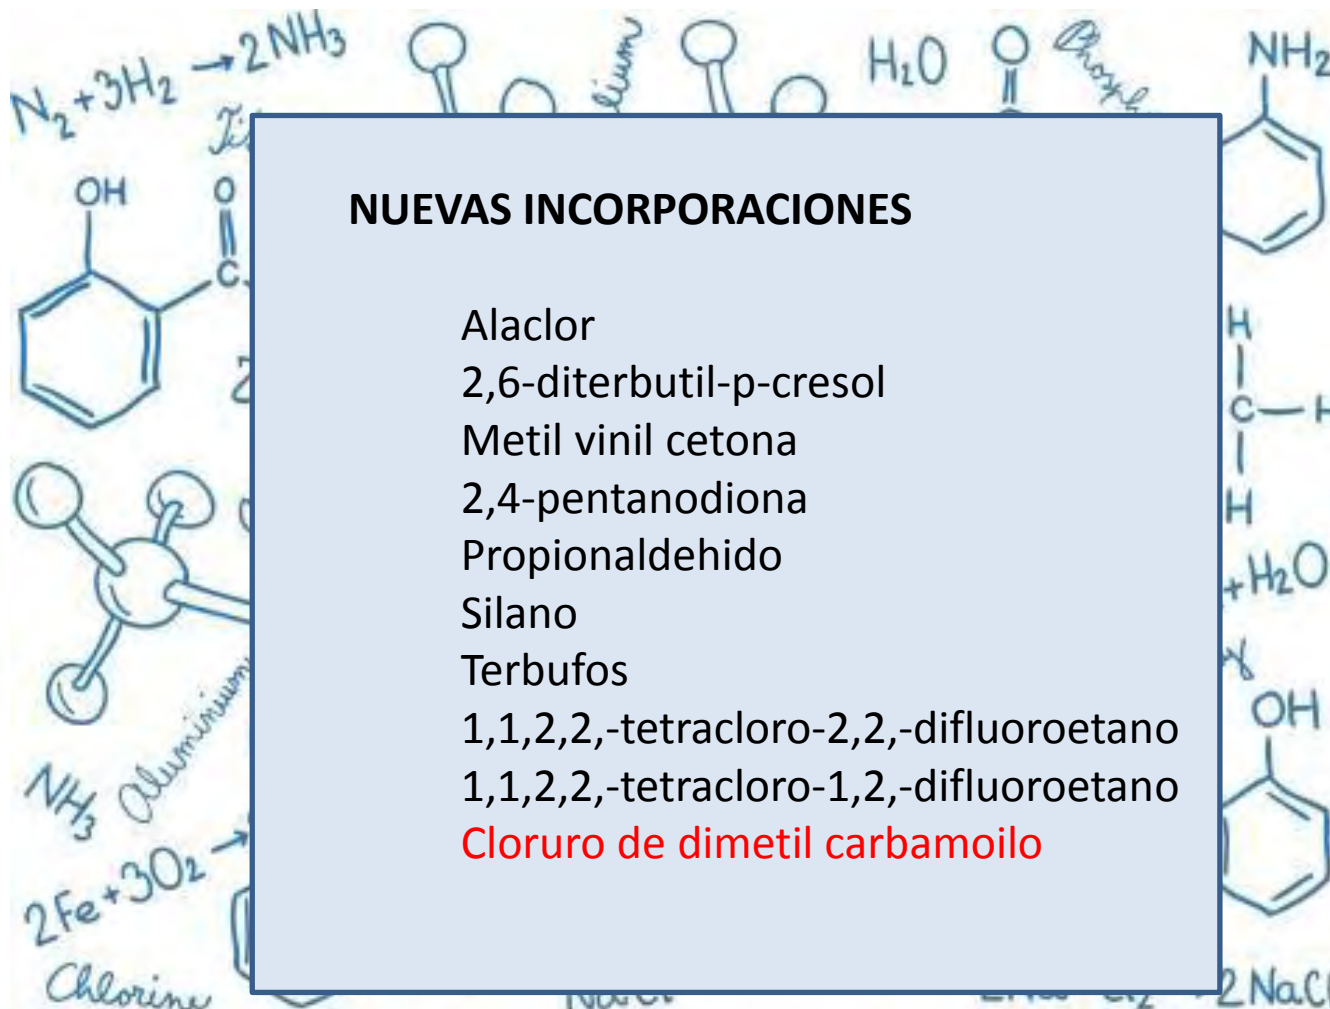 N2+3H2→2NH3
H2O
NH2
OH
O
C
NUEVAS INCORPORACIONES
Alaclor
2,6-diterbutil-p-cresol
Metil vinil cetona
2,4-pentanodiona
Propionaldehido
Silano
Terbufos
1,1,2,2,-tetracloro-2,2,-difluoroetano
1,1,2,2,-tetracloro-1,2,-difluoroetano
Cloruro de dimetil carbamoilo
H
C
H
+H2O
OH
Aluminium
NH3
2Fe+3O2→
Chlorine
2NaCl